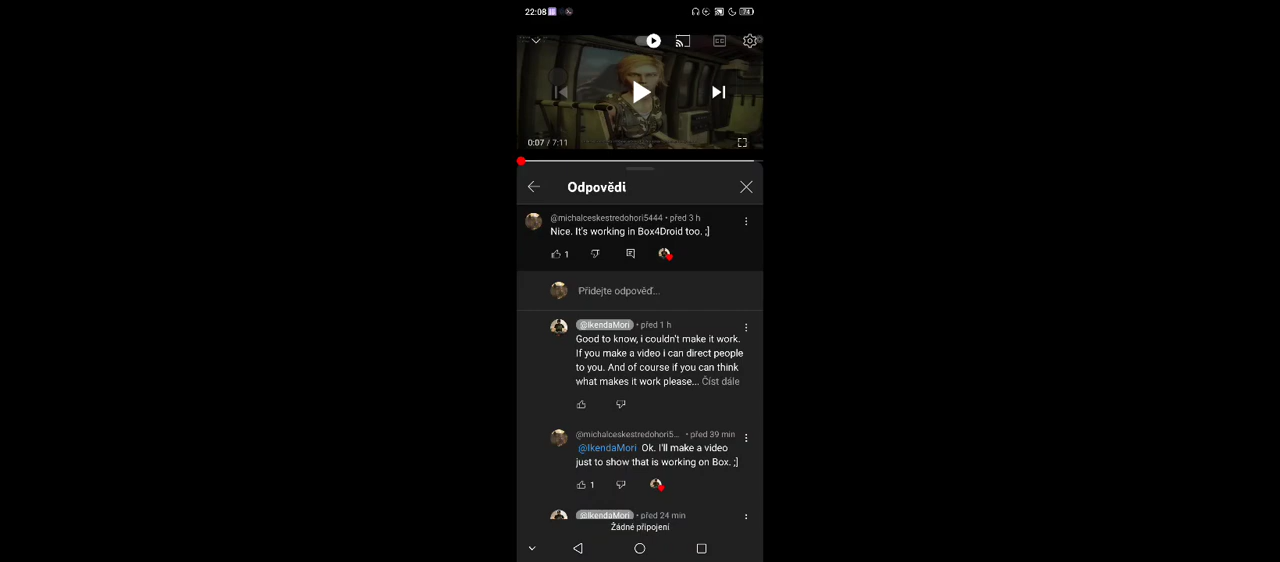 22:08
74
CC
0:07 / 7:11
Odpovědi
@michalceskestredohori5444 • před 3 h
Nice. It's working in Box4Droid too. ;]
1
Přidejte odpověď...
@IkendaMori • před 1 h
Good to know, i couldn't make it work.
If you make a video i can direct people
to you. And of course if you can think
what makes it work please... Číst dále
@michalceskestredohori5... • před 39 min
@IkendaMori Ok. I'll make a video
just to show that is working on Box. ;]
1
@IkendaMori • před 24 min
Žádné připojení